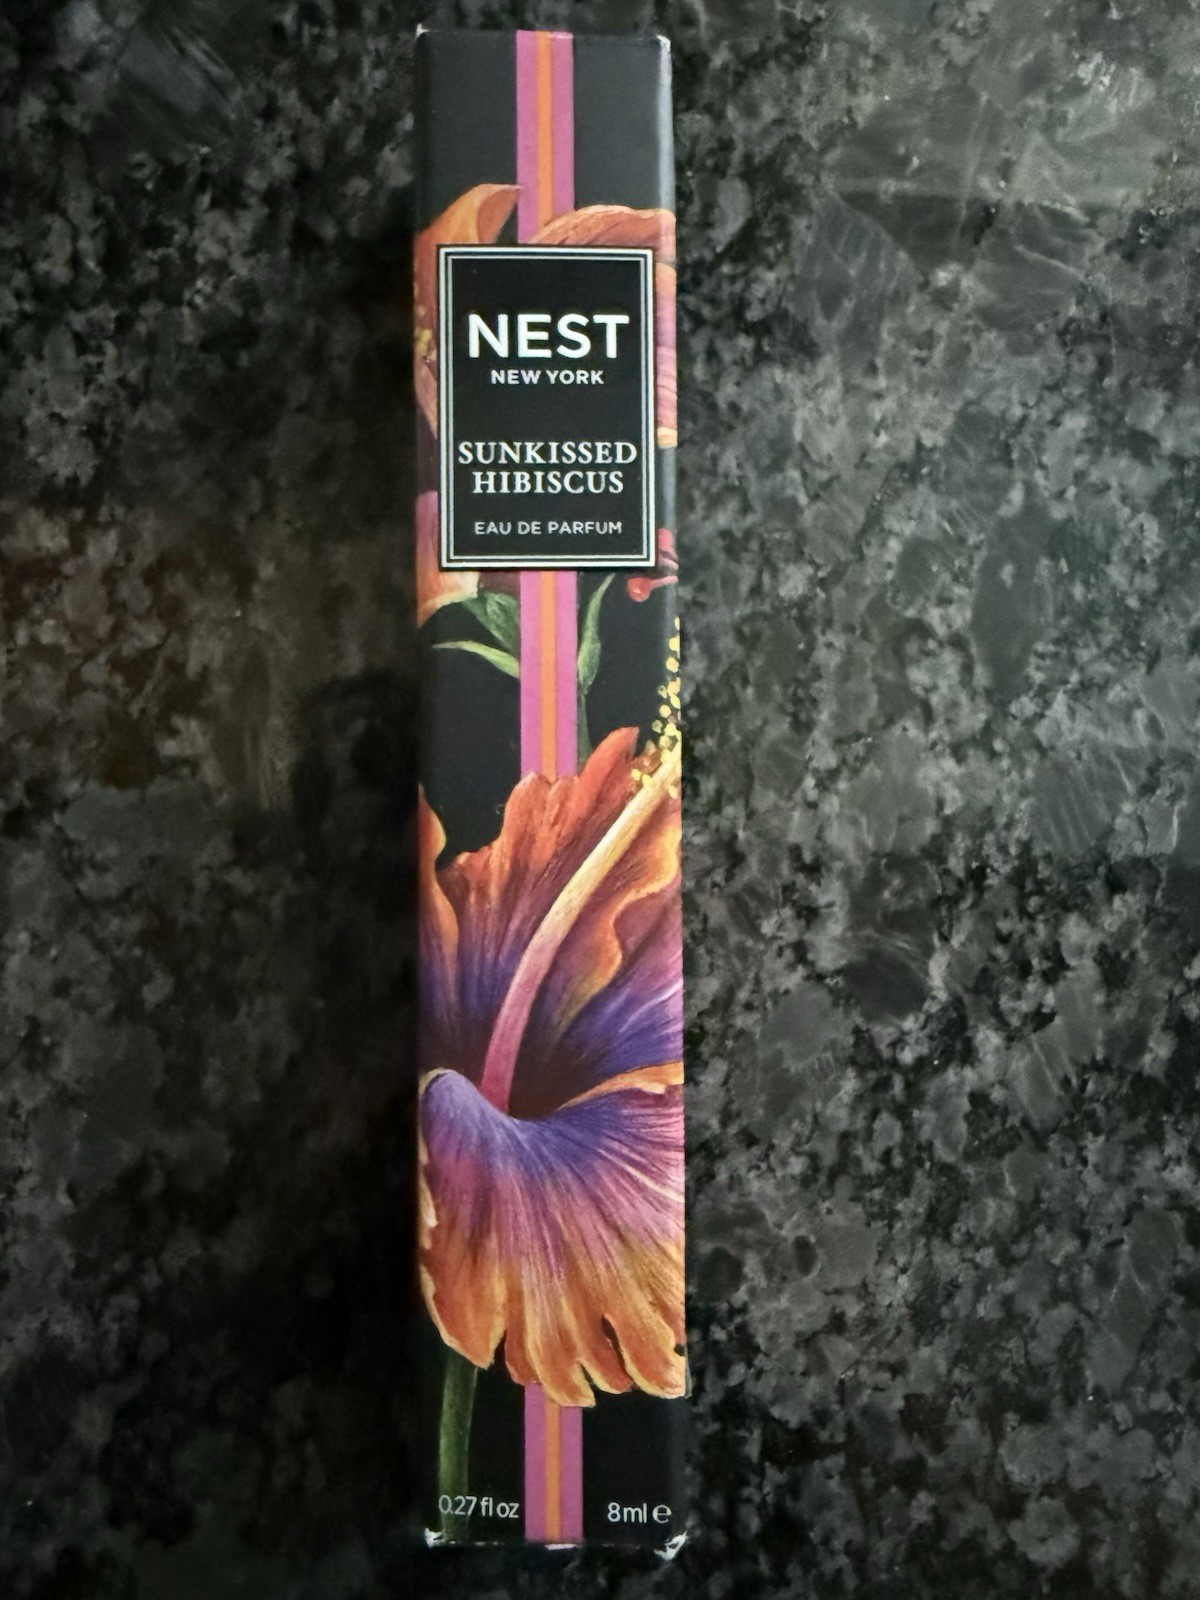 NEST
NEW YORK
SUNKISSED
HIBISCUS
EAU DE PARFUM
0.27 fl oz 8ml ℮